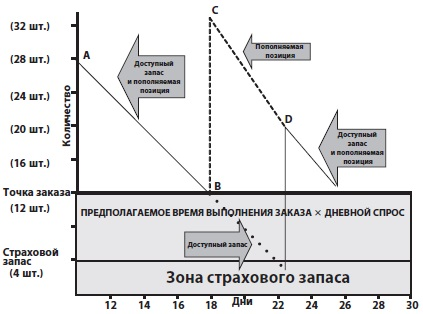 C
(32 шт.)
A
Доступный
запас
и пополняемая
позиция
Пополняемая
позиция
(28 шт.)
(24 шт.)
Количество
D
(20 шт.)
Доступный
запас
и пополняемая
позиция
(16 шт.)
B
Точка заказа
(12 шт.)
ПРЕДПОЛАГАЕМОЕ ВРЕМЯ ВЫПОЛНЕНИЯ ЗАКАЗА × ДНЕВНОЙ СПРОС
Доступный запас
Страховой
запас
(4 шт.)
Зона страхового запаса
12 14 16 18 22 24 26 28 30
Дни